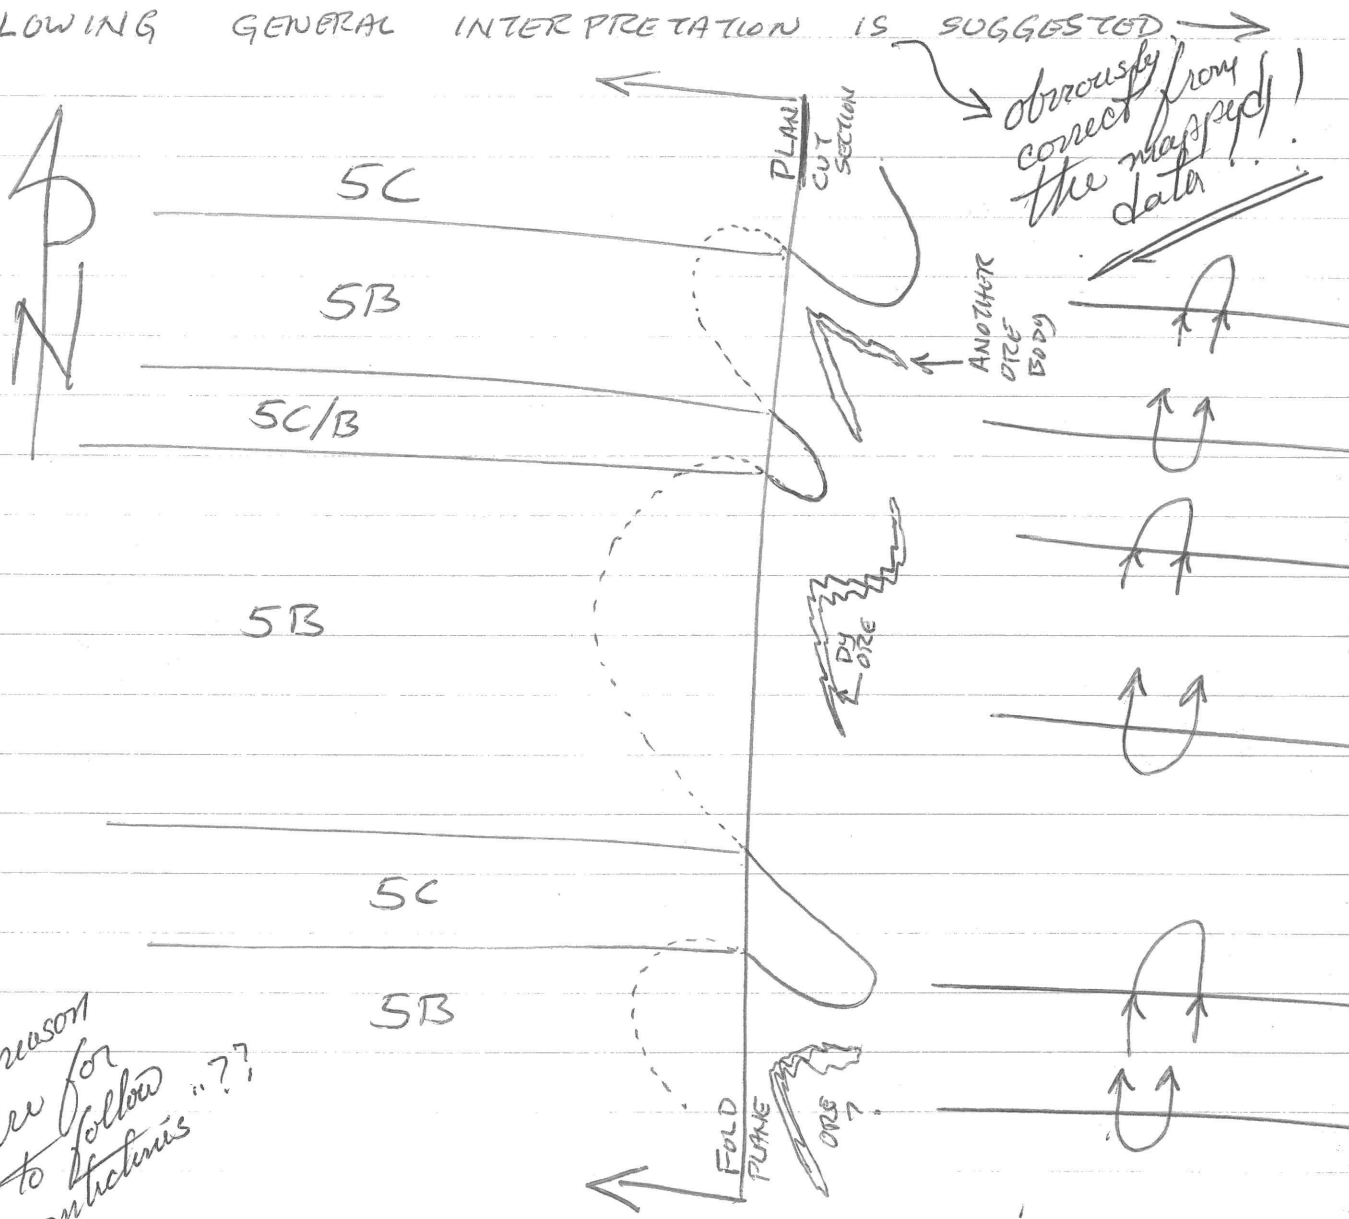 LOWING GENERAL INTERPRETATION IS SUGGESTED.
obviously
correct from
the mapped
data !!!
PLAN
CUT
SECTION
N
5C
5B
ANOTHER
ORE
BODY
5C/B
5B
DY
ORE
5C
5B
reason
for
to follow ..??
FOLD
PLANE
ORE ?